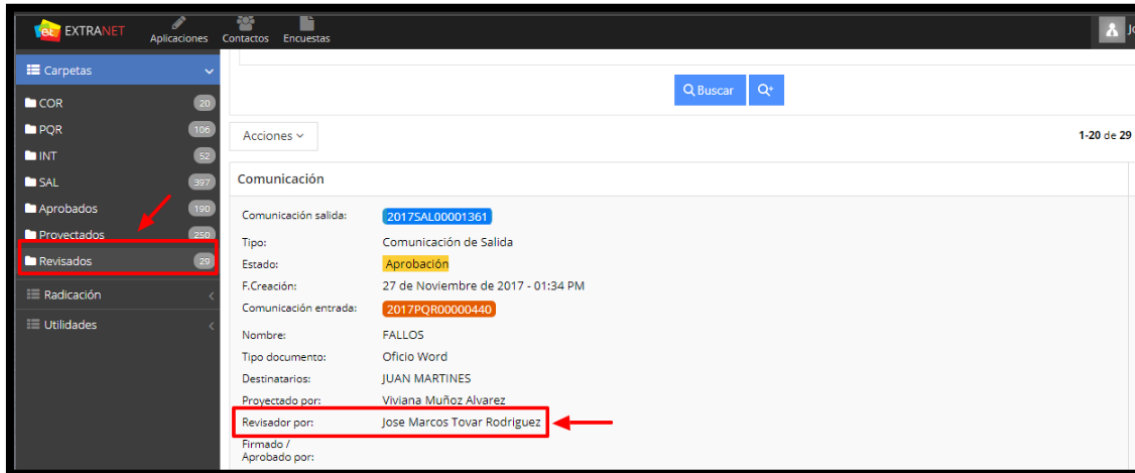 EXTRANET
Aplicaciones Contactos Encuestas
Carpetas
COR 20
PQR 106
INT 52
SAL 397
Aprobados 190
Proyectados 250
Revisados 29
Radicación
Utilidades
Buscar
Acciones
1-20 de 29
Comunicación
Comunicación salida: 2017SAL00001361
Tipo: Comunicación de Salida
Estado: Aprobación
F.Creación: 27 de Noviembre de 2017 - 01:34 PM
Comunicación entrada: 2017PQR00000440
Nombre: FALLOS
Tipo documento: Oficio Word
Destinatarios: JUAN MARTINES
Proyectado por: Viviana Muñoz Alvarez
Revisador por: Jose Marcos Tovar Rodriguez
Firmado /
Aprobado por: